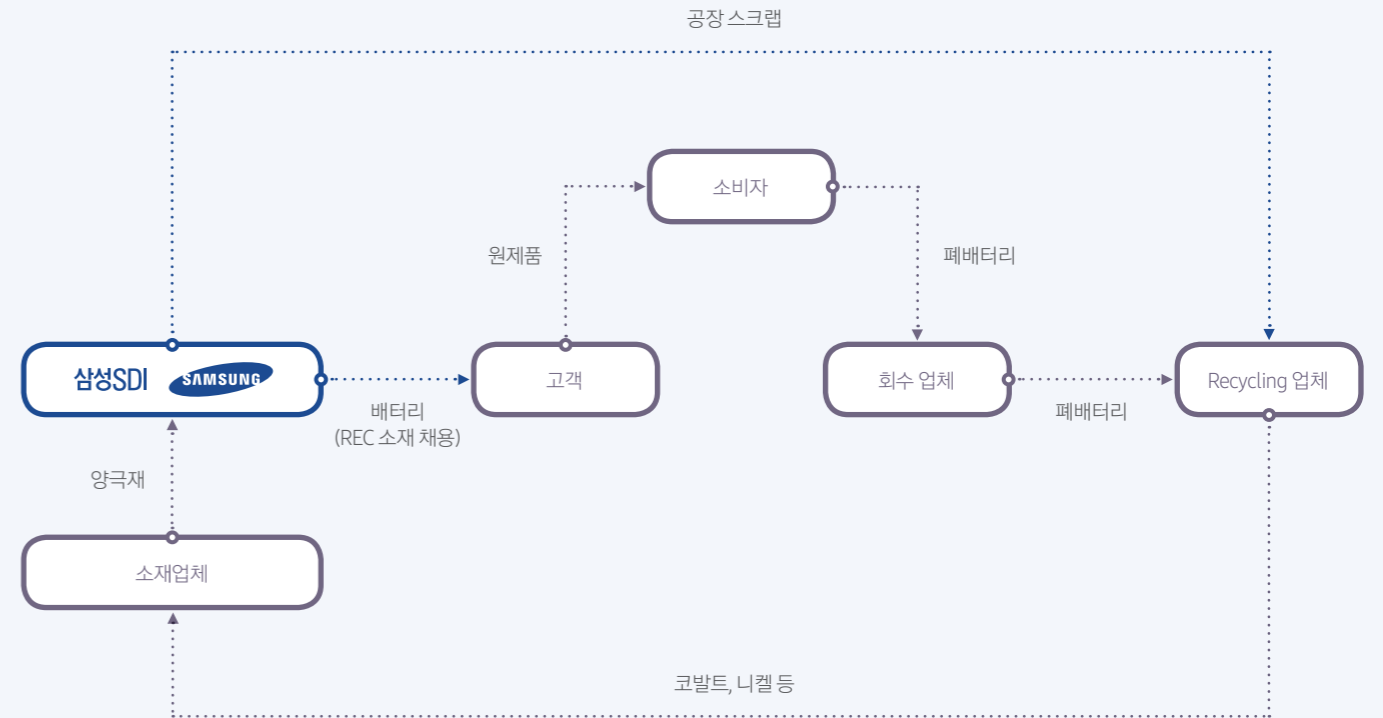 공장 스크랩
소비자
원제품
폐배터리
삼성SDI SAMSUNG
고객
회수 업체
Recycling 업체
배터리
(REC 소재 채용)
폐배터리
양극재
소재업체
코발트, 니켈 등